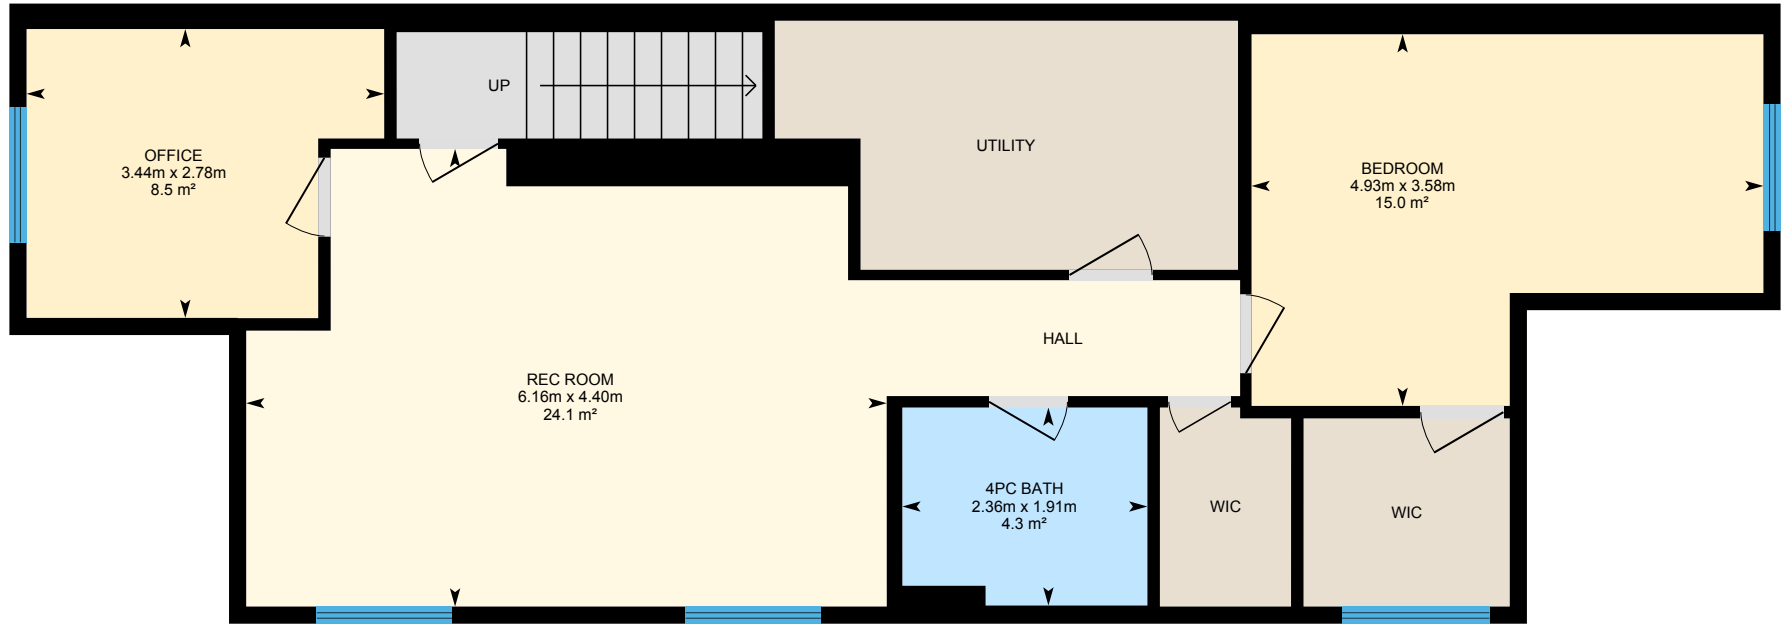 OFFICE
3.44m x 2.78m
8.5 m²
UP
UTILITY
BEDROOM
4.93m x 3.58m
15.0 m²
HALL
REC ROOM
6.16m x 4.40m
24.1 m²
4PC BATH
2.36m x 1.91m
4.3 m²
WIC
WIC